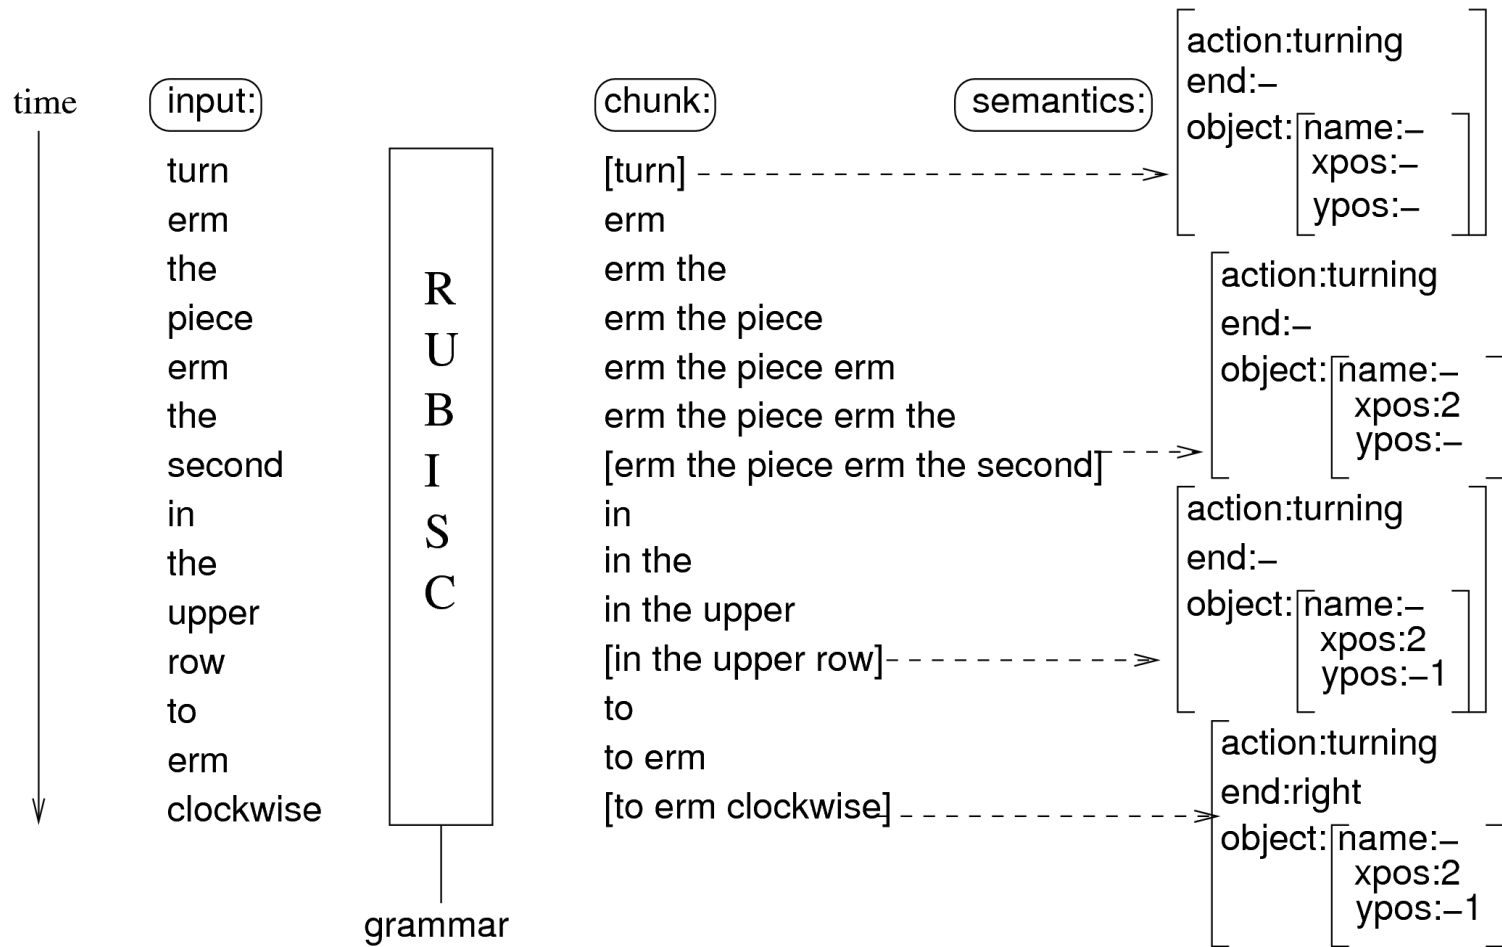 time
input:
turn
erm
the
piece
erm
the
second
in
the
upper
row
to
erm
clockwise
R
U
B
I
S
C
grammar
chunk:
[turn]
erm
erm the
erm the piece
erm the piece erm
erm the piece erm the
[erm the piece erm the second]
in
in the
in the upper
[in the upper row]
to
to erm
[to erm clockwise]
semantics:
action:turning
end:–
object: name:–
xpos:–
ypos:–
action:turning
end:–
object: name:–
xpos:2
ypos:–
action:turning
end:–
object: name:–
xpos:2
ypos:–1
action:turning
end:right
object: name:–
xpos:2
ypos:–1